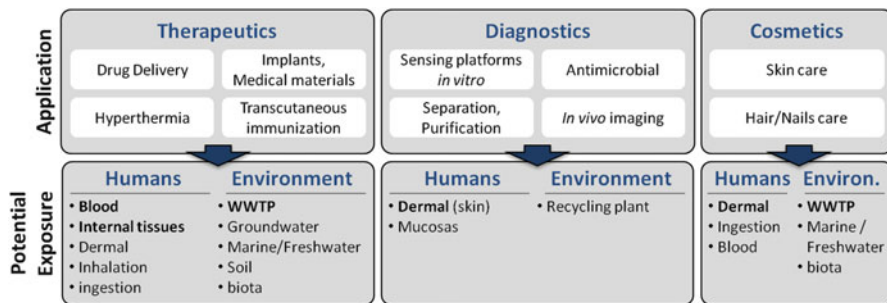 Application
Therapeutics
Drug Delivery
Implants,
Medical materials
Hyperthermia
Transcutaneous
immunization
Diagnostics
Sensing platforms
in vitro
Antimicrobial
Separation,
Purification
In vivo imaging
Cosmetics
Skin care
Hair/Nails care
Potential
Exposure
Humans
• Blood
• Internal tissues
• Dermal
• Inhalation
• ingestion
Environment
• WWTP
• Groundwater
• Marine/Freshwater
• Soil
• biota
Humans
• Dermal (skin)
• Mucosas
Environment
• Recycling plant
Humans
• Dermal
• Ingestion
• Blood
Environ.
• WWTP
• Marine /
Freshwater
• biota